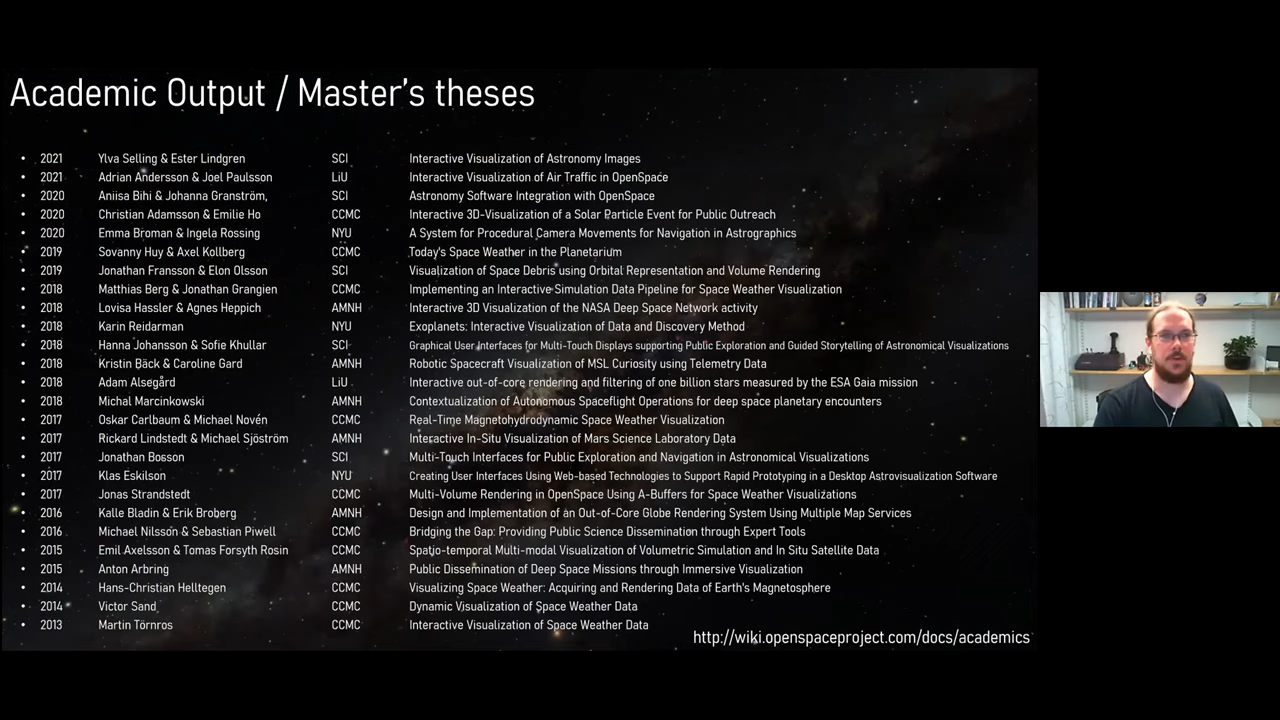 Academic Output / Master's theses
• 2021 Ylva Selling & Ester Lindgren SCI Interactive Visualization of Astronomy Images
• 2021 Adrian Andersson & Joel Paulsson LiU Interactive Visualization of Air Traffic in OpenSpace
• 2020 Aniisa Bihi & Johanna Granström, SCI Astronomy Software Integration with OpenSpace
• 2020 Christian Adamsson & Emilie Ho CCMC Interactive 3D-Visualization of a Solar Particle Event for Public Outreach
• 2020 Emma Broman & Ingela Rossing NYU A System for Procedural Camera Movements for Navigation in Astrographics
• 2019 Sovanny Huy & Axel Kollberg CCMC Today's Space Weather in the Planetarium
• 2019 Jonathan Fransson & Elon Olsson SCI Visualization of Space Debris using Orbital Representation and Volume Rendering
• 2018 Matthias Berg & Jonathan Grangien CCMC Implementing an Interactive Simulation Data Pipeline for Space Weather Visualization
• 2018 Lovisa Hassler & Agnes Heppich AMNH Interactive 3D Visualization of the NASA Deep Space Network activity
• 2018 Karin Reidarman NYU Exoplanets: Interactive Visualization of Data and Discovery Method
• 2018 Hanna Johansson & Sofie Khullar SCI Graphical User Interfaces for Multi-Touch Displays supporting Public Exploration and Guided Storytelling of Astronomical Visualizations
• 2018 Kristin Bäck & Caroline Gard AMNH Robotic Spacecraft Visualization of MSL Curiosity using Telemetry Data
• 2018 Adam Alsegård LiU Interactive out-of-core rendering and filtering of one billion stars measured by the ESA Gaia mission
• 2018 Michal Marcinkowski AMNH Contextualization of Autonomous Spaceflight Operations for deep space planetary encounters
• 2017 Oskar Carlbaum & Michael Novén CCMC Real-Time Magnetohydrodynamic Space Weather Visualization
• 2017 Rickard Lindstedt & Michael Sjöström AMNH Interactive In-Situ Visualization of Mars Science Laboratory Data
• 2017 Jonathan Bosson SCI Multi-Touch Interfaces for Public Exploration and Navigation in Astronomical Visualizations
• 2017 Klas Eskilson NYU Creating User Interfaces Using Web-based Technologies to Support Rapid Prototyping in a Desktop Astrovisualization Software
• 2017 Jonas Strandstedt CCMC Multi-Volume Rendering in OpenSpace Using A-Buffers for Space Weather Visualizations
• 2016 Kalle Bladin & Erik Broberg AMNH Design and Implementation of an Out-of-Core Globe Rendering System Using Multiple Map Services
• 2016 Michael Nilsson & Sebastian Piwell CCMC Bridging the Gap: Providing Public Science Dissemination through Expert Tools
• 2015 Emil Axelsson & Tomas Forsyth Rosin CCMC Spatio-temporal Multi-modal Visualization of Volumetric Simulation and In Situ Satellite Data
• 2015 Anton Arbring AMNH Public Dissemination of Deep Space Missions through Immersive Visualization
• 2014 Hans-Christian Helltegen CCMC Visualizing Space Weather: Acquiring and Rendering Data of Earth's Magnetosphere
• 2014 Victor Sand CCMC Dynamic Visualization of Space Weather Data
• 2013 Martin Törnros CCMC Interactive Visualization of Space Weather Data
http://wiki.openspaceproject.com/docs/academics